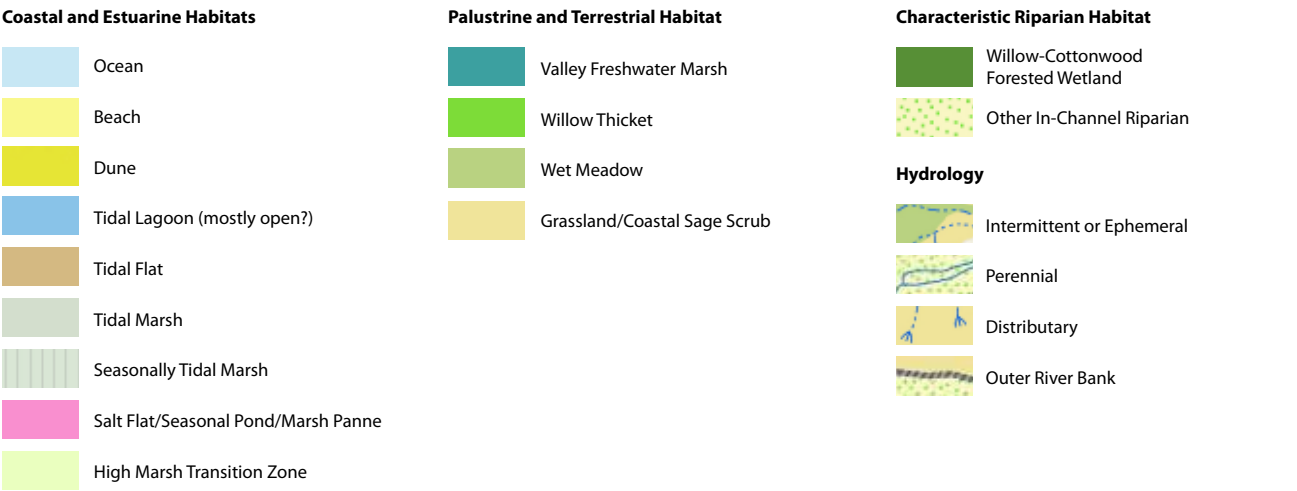 Coastal and Estuarine Habitats
Ocean
Beach
Dune
Tidal Lagoon (mostly open?)
Tidal Flat
Tidal Marsh
Seasonally Tidal Marsh
Salt Flat/Seasonal Pond/Marsh Panne
High Marsh Transition Zone
Palustrine and Terrestrial Habitat
Valley Freshwater Marsh
Willow Thicket
Wet Meadow
Grassland/Coastal Sage Scrub
Characteristic Riparian Habitat
Willow-Cottonwood
Forested Wetland
Other In-Channel Riparian
Hydrology
Intermittent or Ephemeral
Perennial
Distributary
Outer River Bank